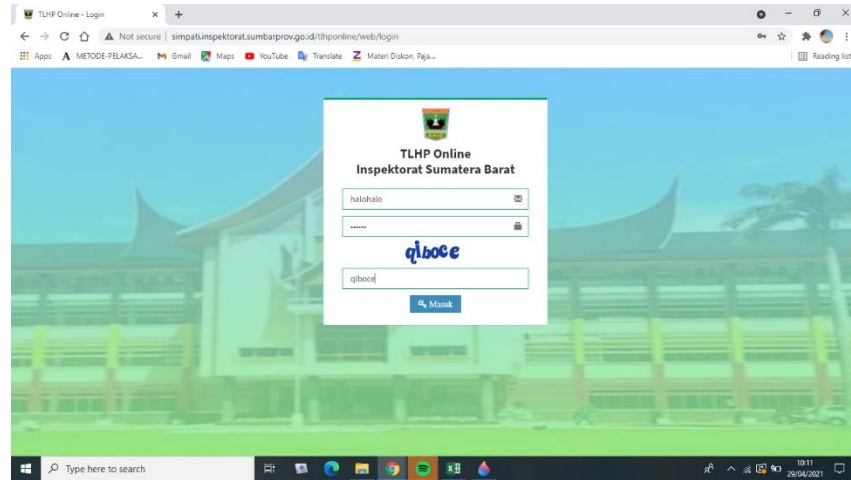 TLHP Online - Login
Not secure | simpati.inspektorat.sumbarprov.go.id/tlhponline/web/login
Apps METODE-PELAKSA... Gmail Maps YouTube Translate Materi Diskon, Paja... Reading list
TLHP Online
Inspektorat Sumatera Barat
halohalo
······
qiboce
qiboce
Masuk
Type here to search
10:11
29/04/2021